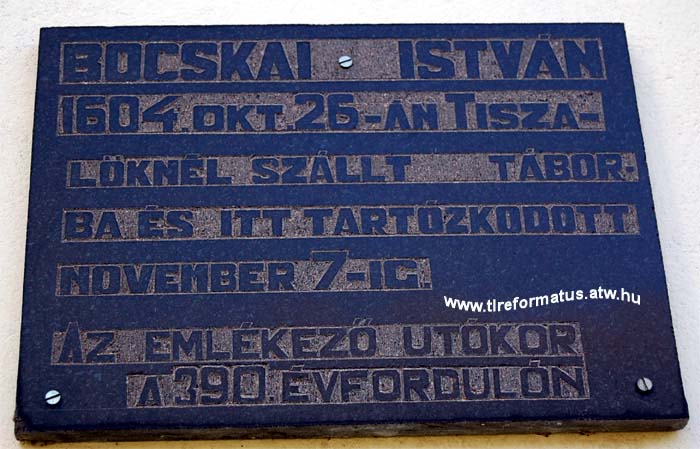 BOCSKAI ISTVÁN
1604. OKT. 26-ÁN TISZA-
LÖKNÉL SZÁLLT TÁBOR-
BA ÉS ITT TARTÓZKODOTT
NOVEMBER 7-IG.
www.tlreformatus.atw.hu
AZ EMLÉKEZŐ UTÓKOR
A 390. ÉVFORDULÓN